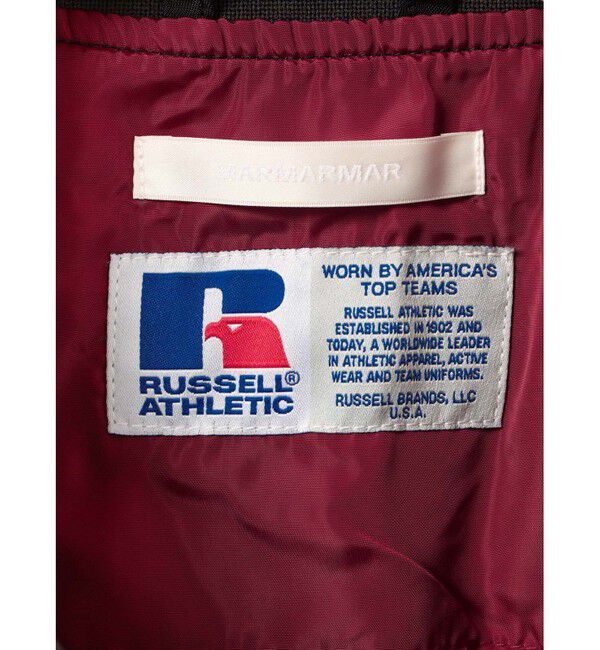 MARMARMAR
R
RUSSELL®
ATHLETIC
WORN BY AMERICA'S
TOP TEAMS
RUSSELL ATHLETIC WAS
ESTABLISHED IN 1902 AND
TODAY, A WORLDWIDE LEADER
IN ATHLETIC APPAREL, ACTIVE
WEAR AND TEAM UNIFORMS.
RUSSELL BRANDS, LLC
U.S.A.